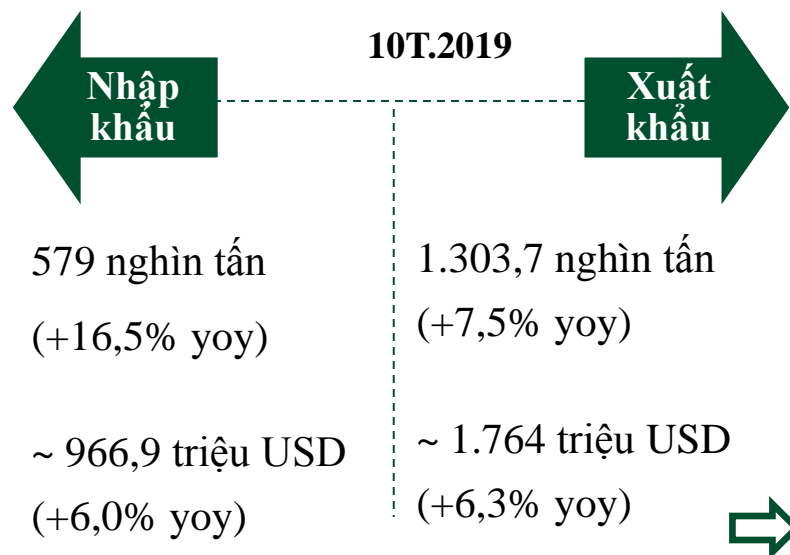 10T.2019
Nhập
khẩu
Xuất
khẩu
579 nghìn tấn
(+16,5% yoy)
~ 966,9 triệu USD
(+6,0% yoy)
1.303,7 nghìn tấn
(+7,5% yoy)
~ 1.764 triệu USD
(+6,3% yoy)